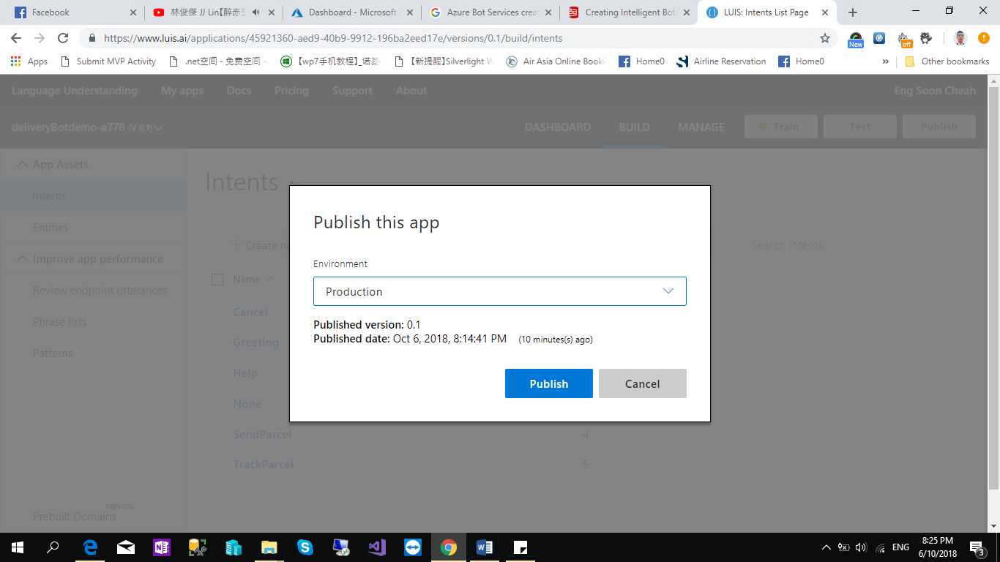 Facebook
林俊傑 JJ Lin【醉赤
Dashboard - Microsoft
Azure Bot Services crea
Creating Intelligent Bot
LUIS: Intents List Page
https://www.luis.ai/applications/45921360-aed9-40b9-9912-196ba2eed17e/versions/0.1/build/intents
New
off
Apps
Submit MVP Activity
.net空间 - 免费空间 -
【wp7手机教程】_诺基
【新提醒】Silverlight W
Air Asia Online Booki
Home0
Airline Reservation
Home0
»
Other bookmarks
Language Understanding
My apps
Docs
Pricing
Support
About
Eng Soon Cheah
deliveryBotdemo-a778 (V 0.1)
DASHBOARD
BUILD
MANAGE
Train
Test
Publish
App Assets
Intents
Entities
Improve app performance
Review endpoint utterances
Phrase lists
Patterns
PREVIEW
Prebuilt Domains
Intents ?
+ Create ne
Search intents
Name
Cancel
Greeting
Help
None
SendParcel 4
TrackParcel 5
Publish this app
Environment
Production
Published version: 0.1
Published date: Oct 6, 2018, 8:14:41 PM (10 minutes(s) ago)
Publish
Cancel
ENG
8:25 PM
6/10/2018
3